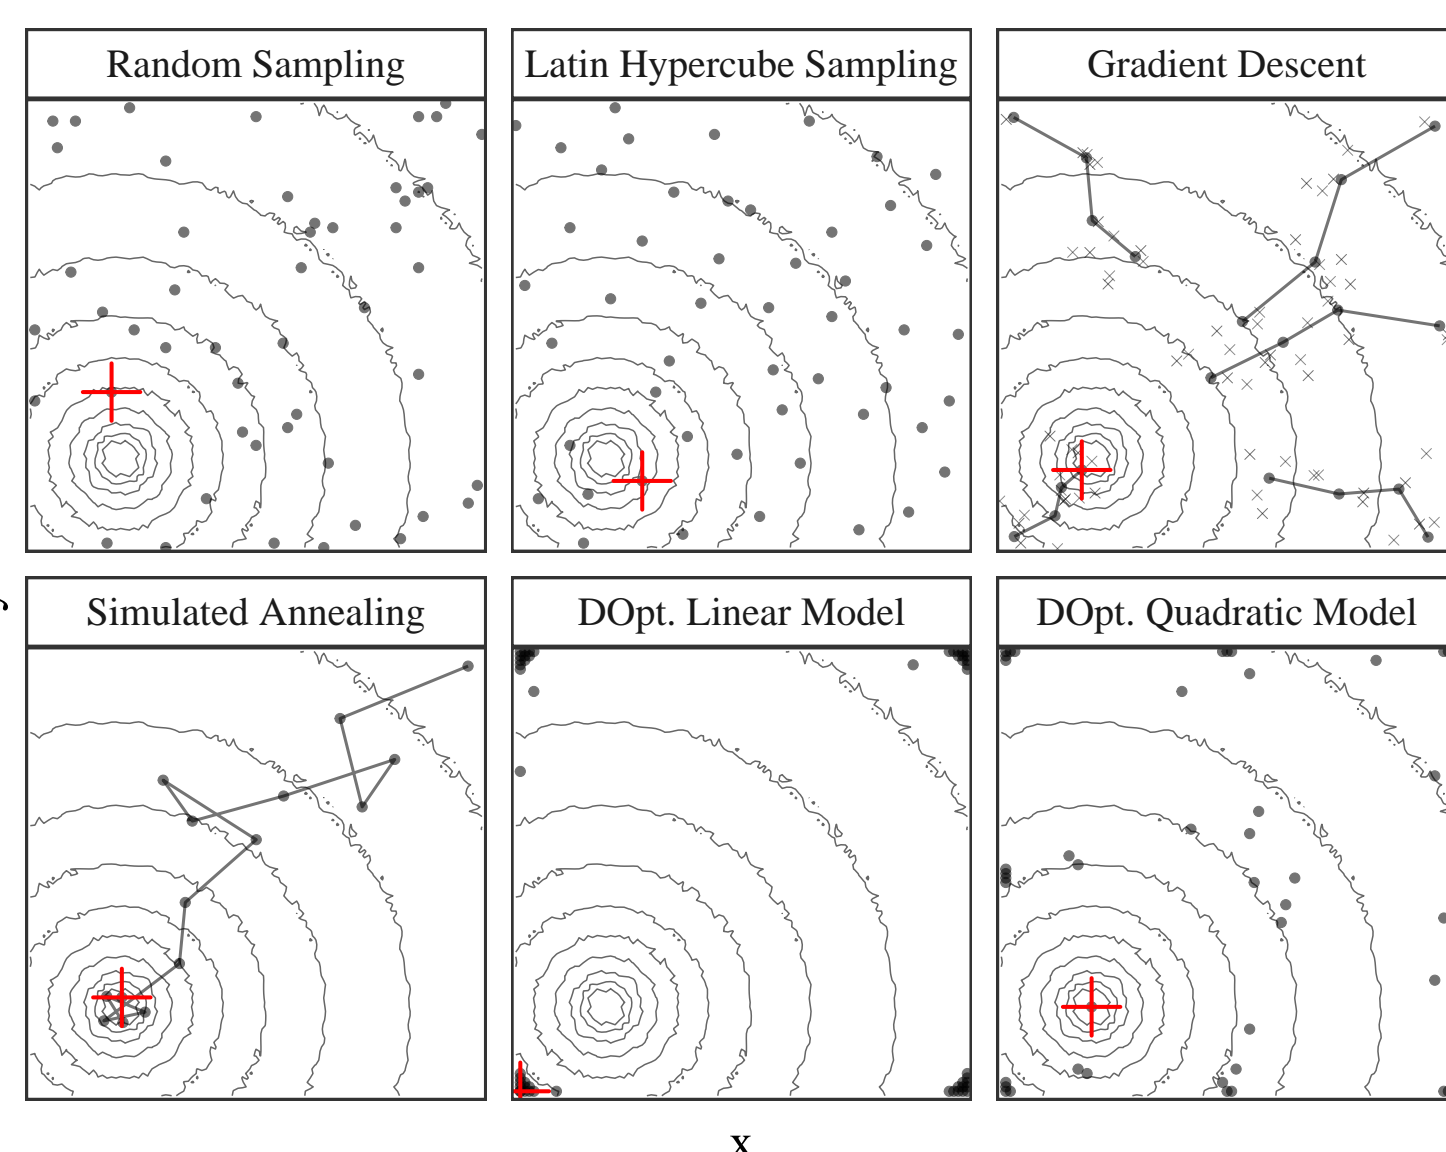 Random Sampling
Latin Hypercube Sampling
Gradient Descent
Simulated Annealing
DOpt. Linear Model
DOpt. Quadratic Model
x